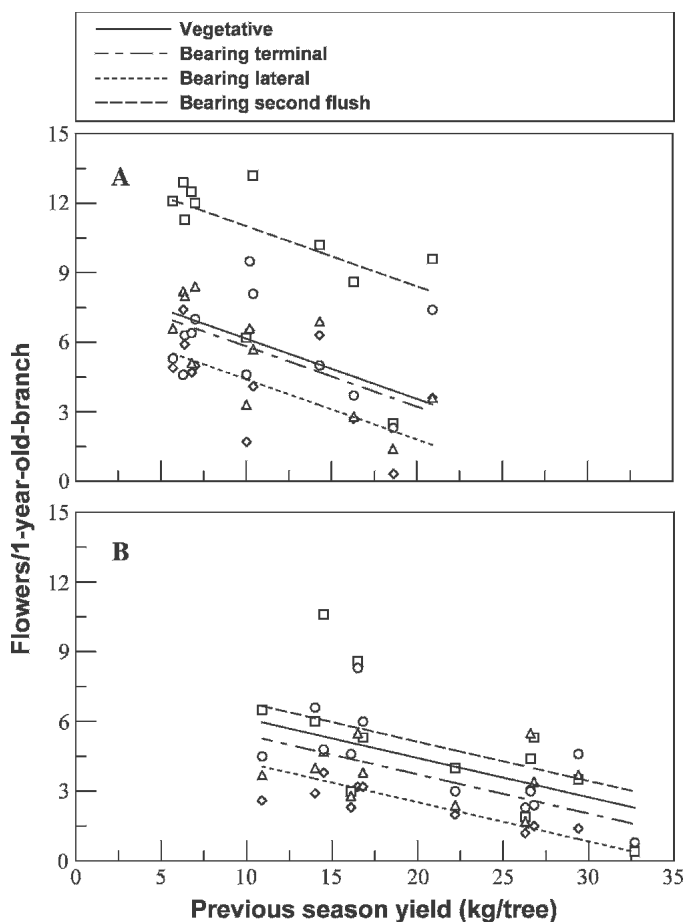 Vegetative
Bearing terminal
Bearing lateral
Bearing second flush
15
A
12
9
6
3
0
15
B
12
9
6
3
0
0 5 10 15 20 25 30 35
Flowers/1-year-old-branch
Previous season yield (kg/tree)